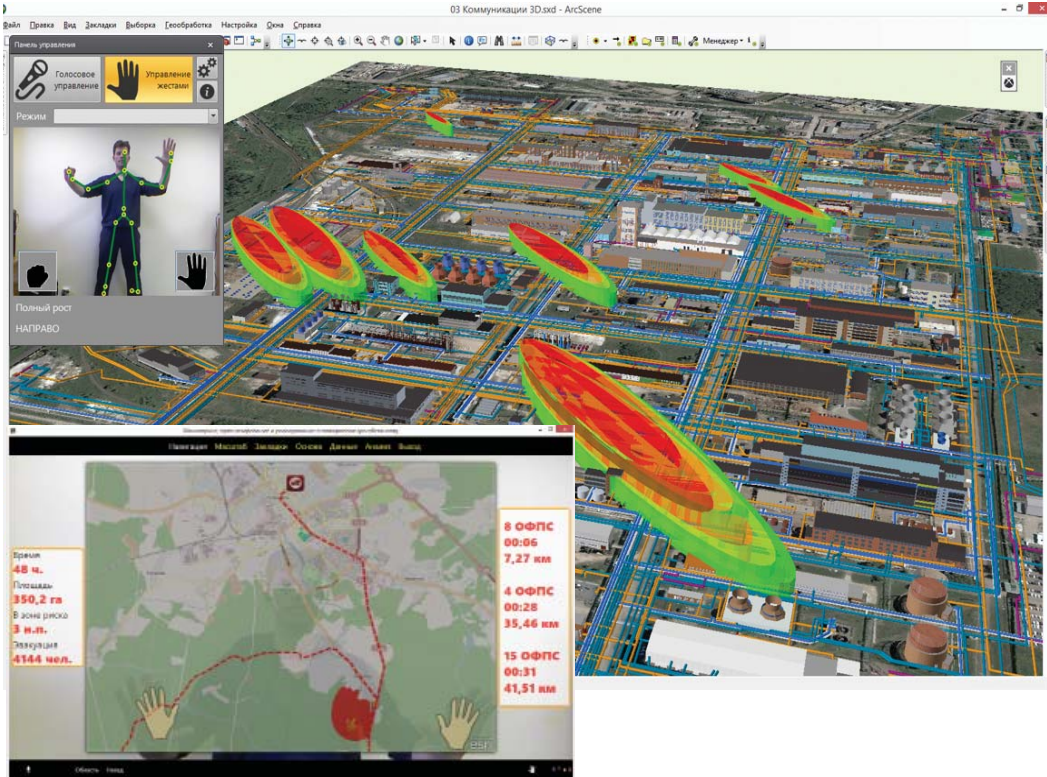 03 Коммуникации 3D.sxd - ArcScene
Файл Правка Вид Закладки Выборка Геообработка Настройка Окна Справка
Менеджер
Панель управления
Голосовое
управление
Управление
жестами
Режим
Полный рост
НАПРАВО
Навигация Масштаб Закладки Основа Данные Анализ Выход
Время
48 ч.
Площадь
350,2 га
В зоне риска
3 н.п.
Эвакуация
4144 чел.
8 ОФПС
00:06
7,27 км
4 ОФПС
00:28
35,46 км
15 ОФПС
00:31
41,51 км
esri
Область Назад